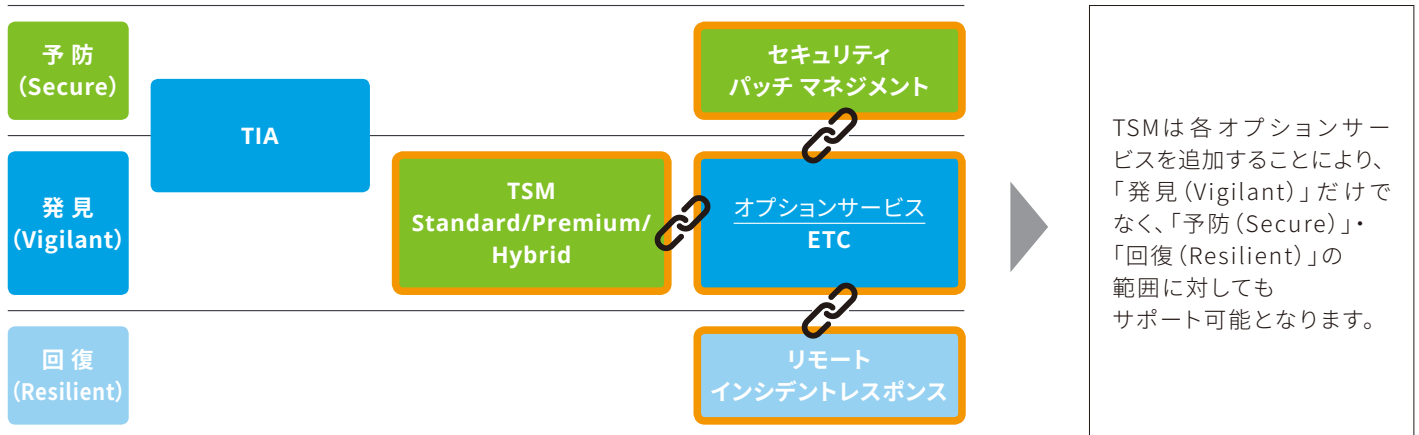 予防
(Secure)
セキュリティ
パッチ マネジメント
TIA
発見
(Vigilant)
TSM
Standard/Premium/
Hybrid
オプションサービス
ETC
回復
(Resilient)
リモート
インシデントレスポンス
TSMは各オプションサー
ビスを追加することにより、
「発見(Vigilant)」だけで
なく、「予防(Secure)」・
「回復(Resilient)」の
範囲に対しても
サポート可能となります。